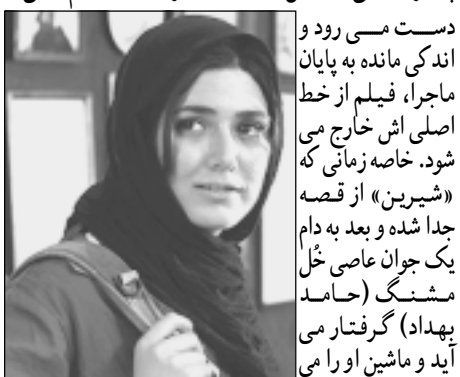 دست می رود و
اندکی مانده به پایان
ماجرا، فیلم از خط
اصلی اش خارج می
شود. خاصه زمانی که
«شیرین» از قصه
جدا شده و بعد به دام
یک جوان عاصی خُل
مشنگ (حامد
بهداد) گرفتار می
آید و ماشین او را می